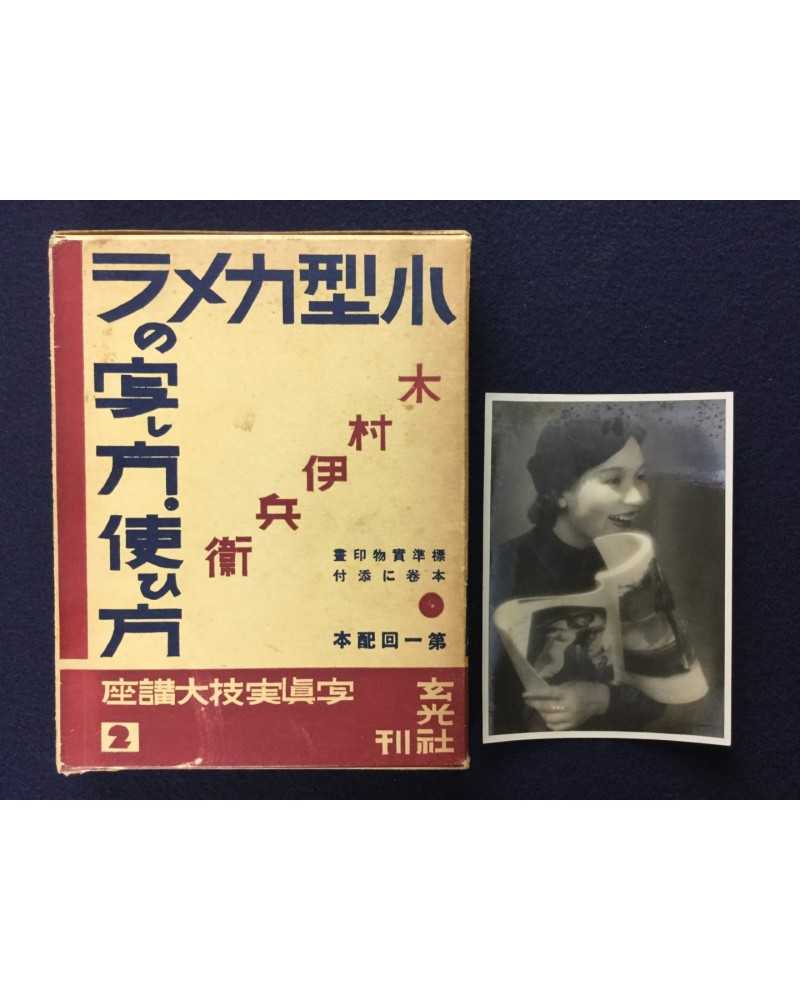 小型カメラの写し方・使ひ方
木村伊兵衛
標準實物印畫
本卷に添付
第一回配本
写眞実技大講座
2
玄光社刊